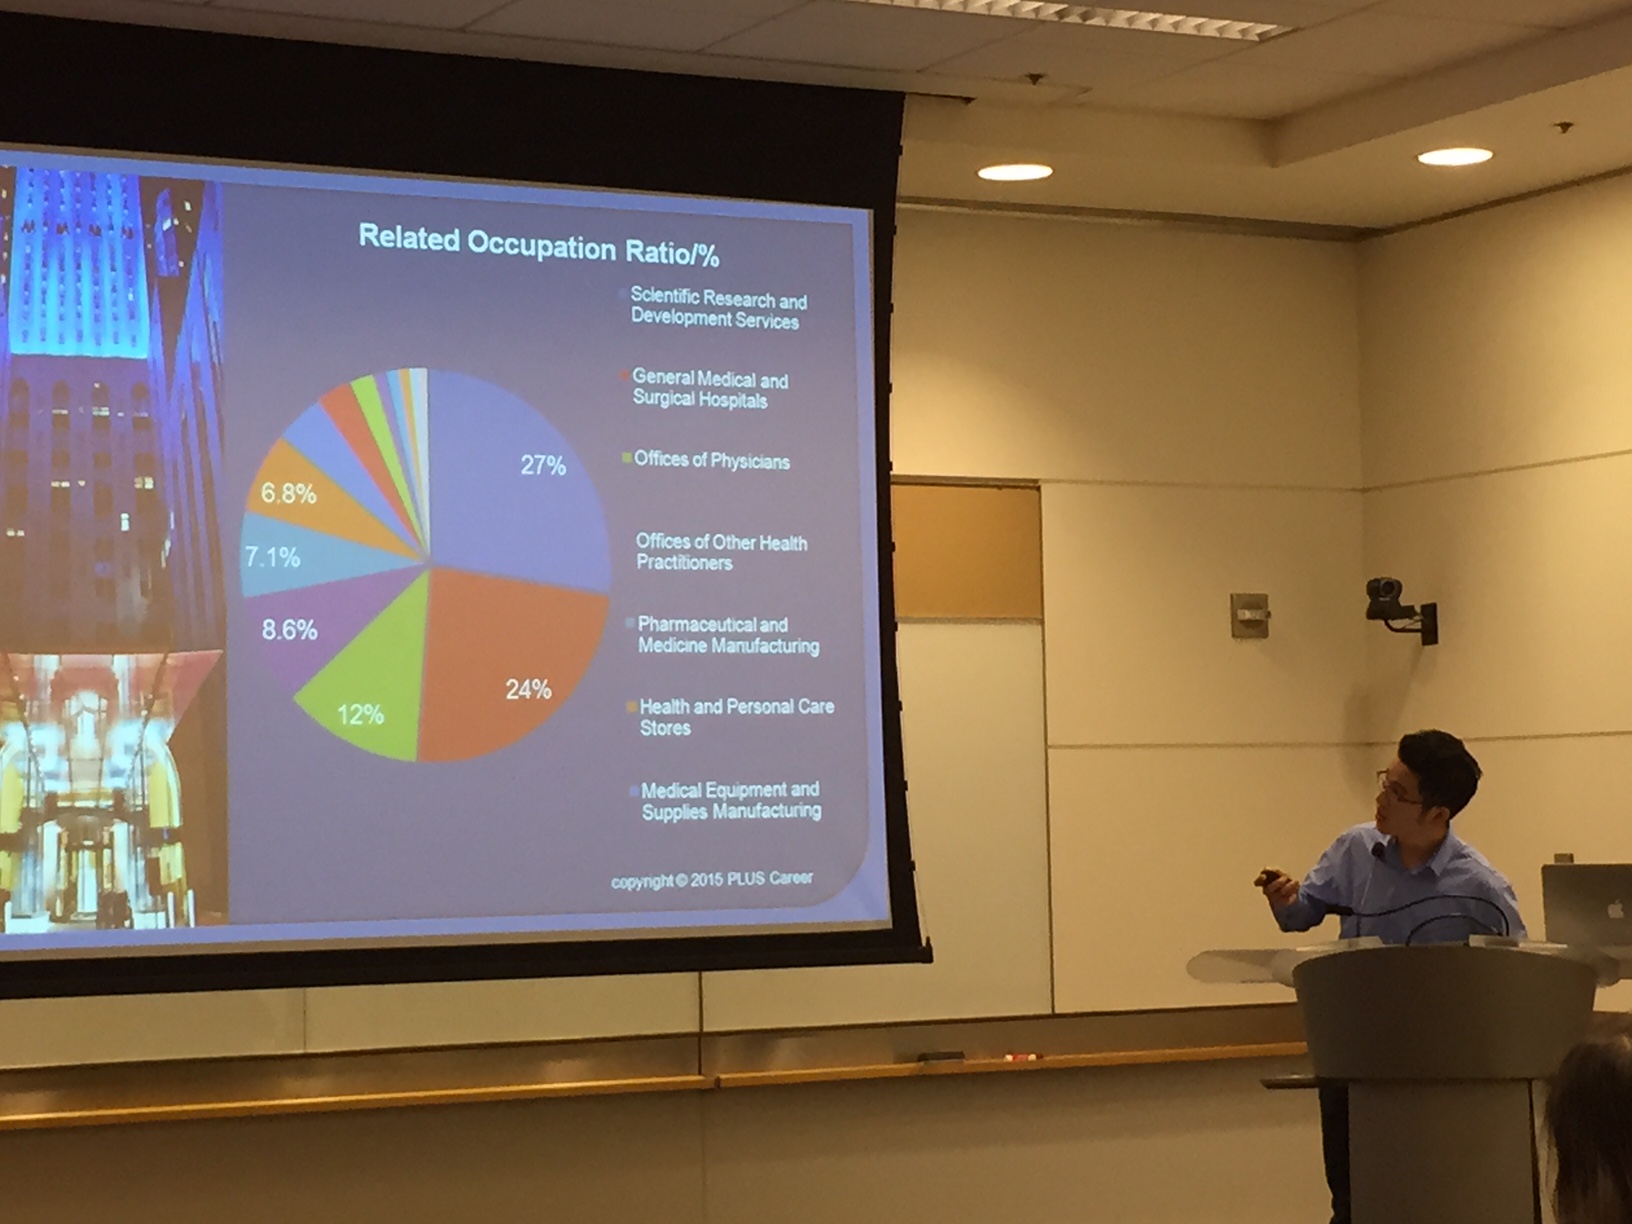 Related Occupation Ratio/%
Scientific Research and
Development Services
General Medical and
Surgical Hospitals
Offices of Physicians
Offices of Other Health
Practitioners
Pharmaceutical and
Medicine Manufacturing
Health and Personal Care
Stores
Medical Equipment and
Supplies Manufacturing
27%
24%
12%
8.6%
7.1%
6.8%
copyright © 2015 PLUS Career